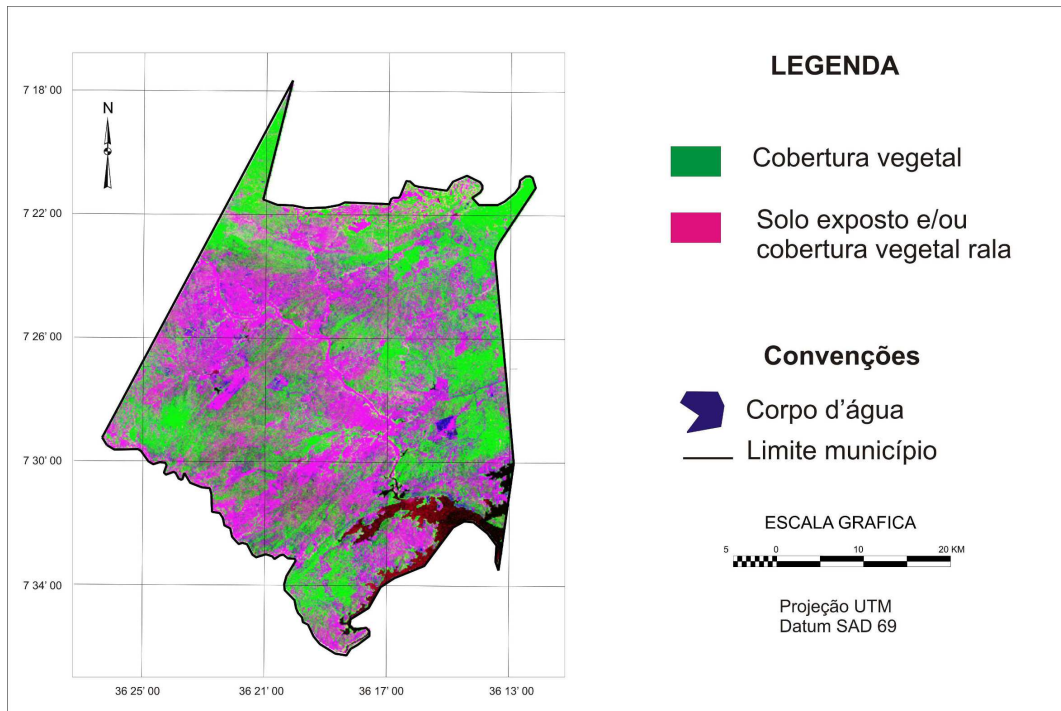 LEGENDA
Cobertura vegetal
Solo exposto e/ou
cobertura vegetal rala
Convenções
Corpo d'água
Limite município
ESCALA GRAFICA
5 0 10 20 KM
Projeção UTM
Datum SAD 69
N
7 18' 00
7 22' 00
7 26' 00
7 30' 00
7 34' 00
36 25' 00 36 21' 00 36 17' 00 36 13' 00